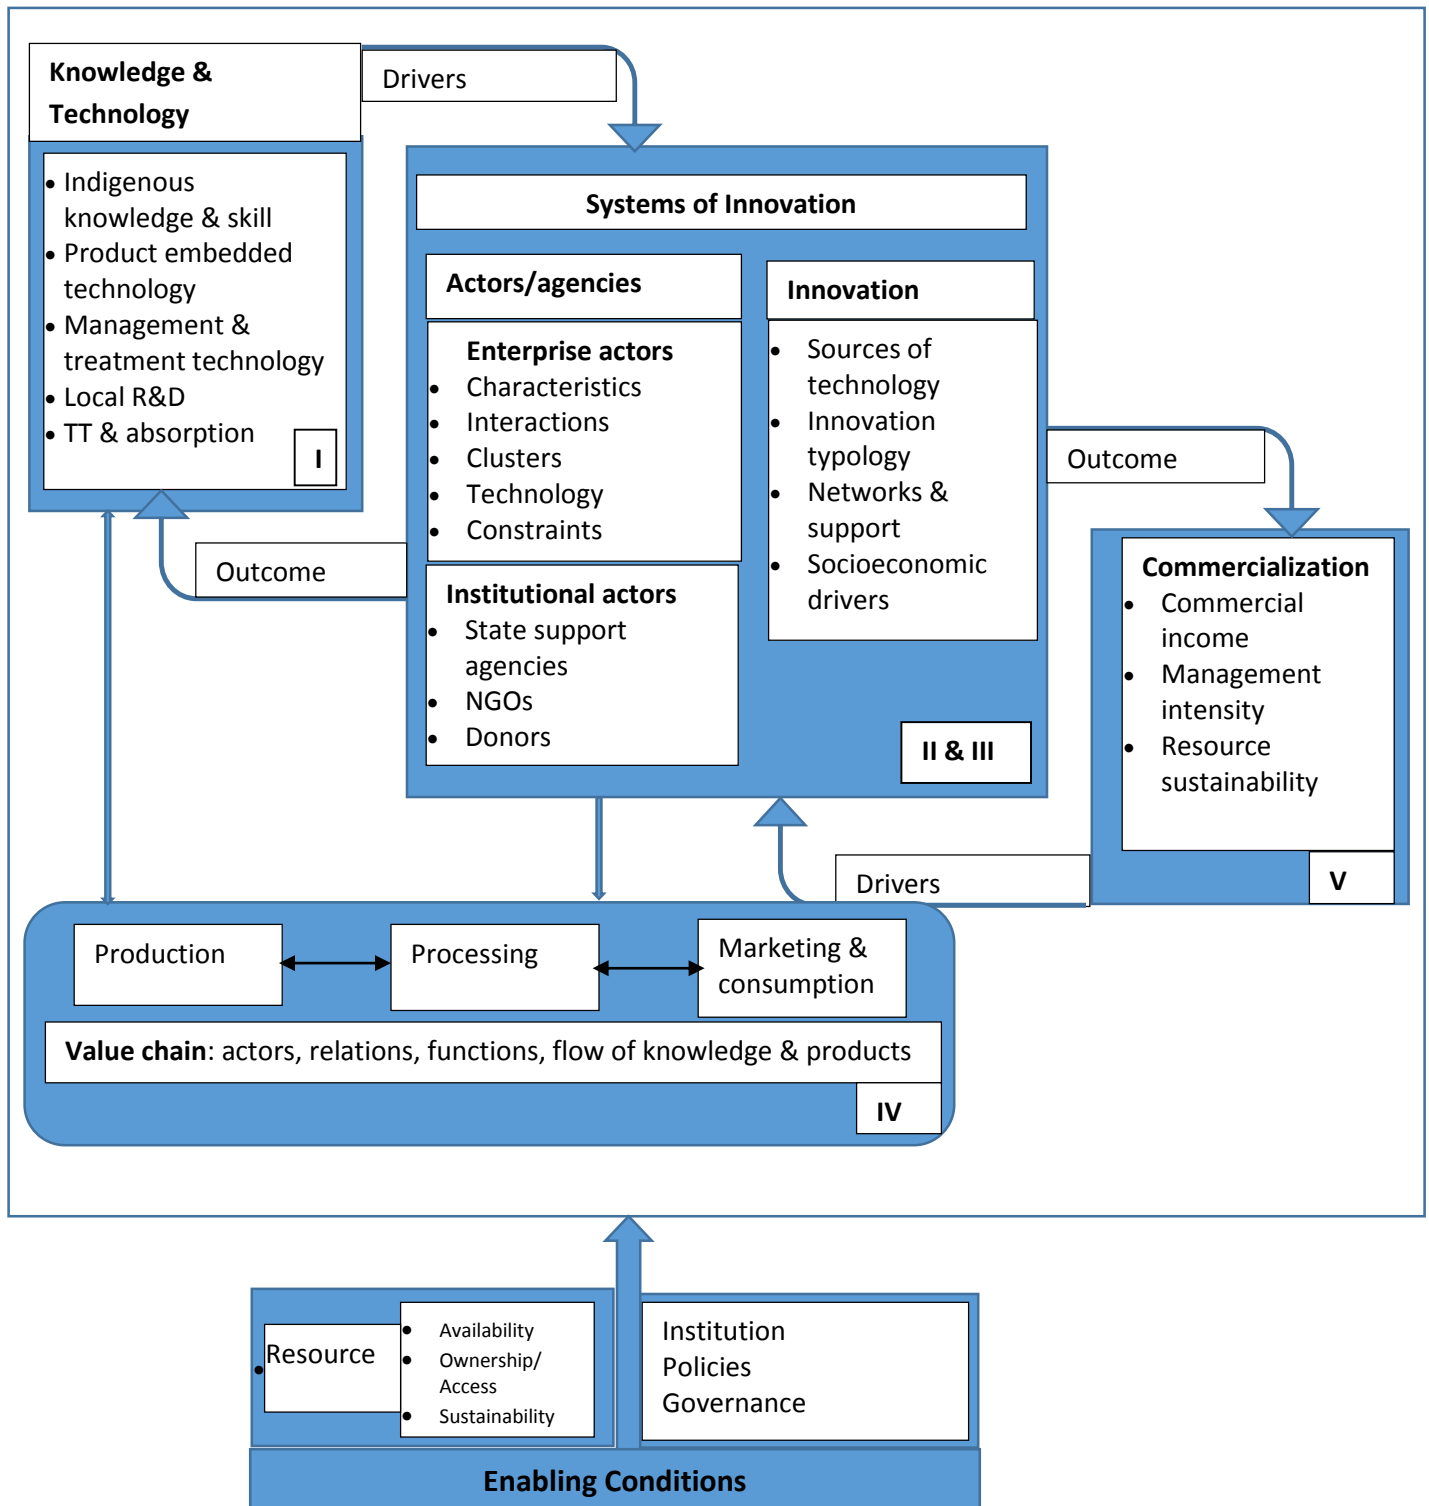 Knowledge &
Technology
Drivers
• Indigenous
knowledge & skill
• Product embedded
technology
• Management &
treatment technology
• Local R&D
• TT & absorption
I
Systems of Innovation
Actors/agencies
Enterprise actors
• Characteristics
• Interactions
• Clusters
• Technology
• Constraints
Institutional actors
• State support
agencies
• NGOs
• Donors
Innovation
• Sources of
technology
• Innovation
typology
• Networks &
support
• Socioeconomic
drivers
II & III
Outcome
Outcome
Commercialization
• Commercial
income
• Management
intensity
• Resource
sustainability
V
Drivers
Production
Processing
Marketing &
consumption
Value chain: actors, relations, functions, flow of knowledge & products
IV
• Resource
• Availability
• Ownership/
Access
• Sustainability
Institution
Policies
Governance
Enabling Conditions